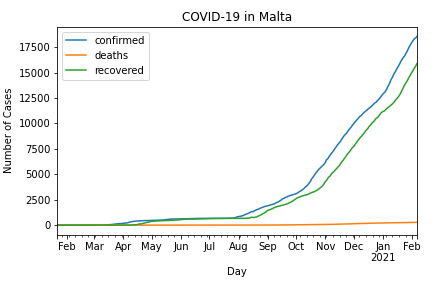 COVID-19 in Malta
confirmed
deaths
recovered
17500
15000
12500
10000
7500
5000
2500
0
Number of Cases
Feb Mar Apr May Jun Jul Aug Sep Oct Nov Dec Jan Feb
2021
Day